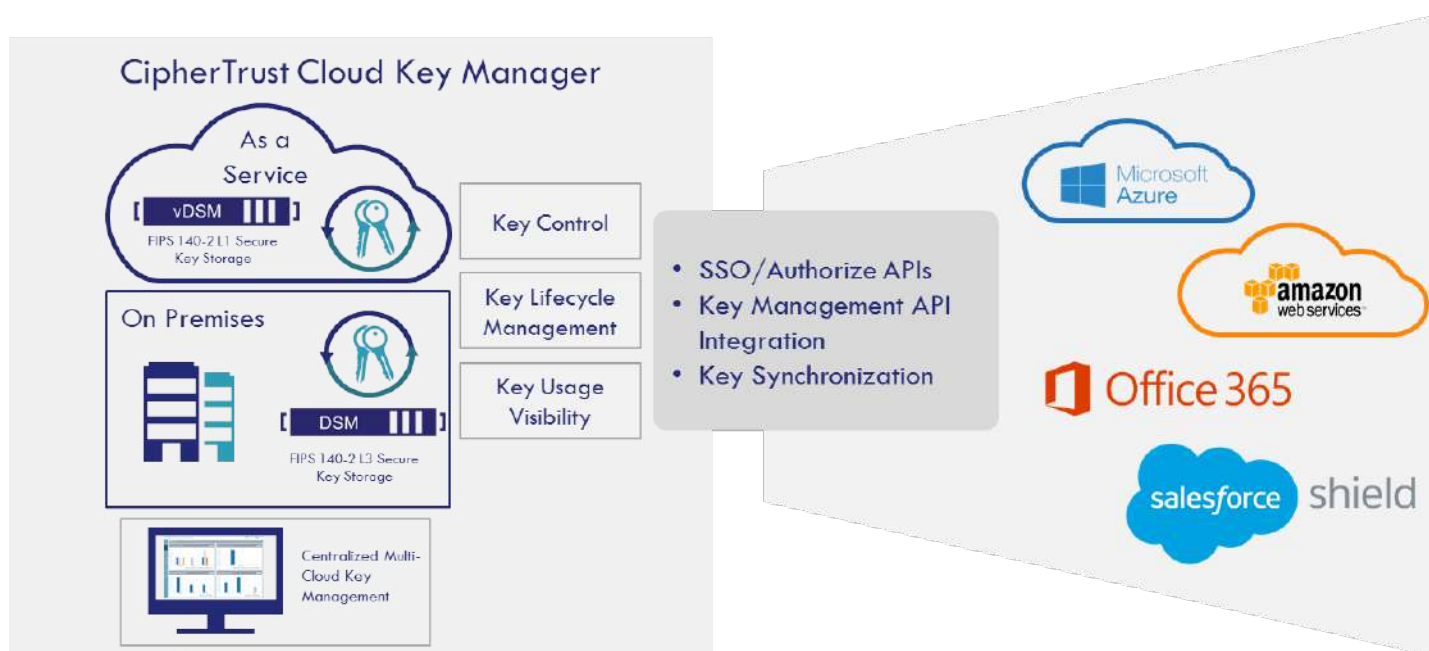 CipherTrust Cloud Key Manager
As a
Service
vDSM
FIPS 140-2 L1 Secure
Key Storage
On Premises
DSM
FIPS 140-2 L3 Secure
Key Storage
Centralized Multi-
Cloud Key
Management
Key Control
Key Lifecycle
Management
Key Usage
Visibility
• SSO/Authorize APIs
• Key Management API
Integration
• Key Synchronization
Microsoft
Azure
amazon
web services™
Office 365
salesforce shield